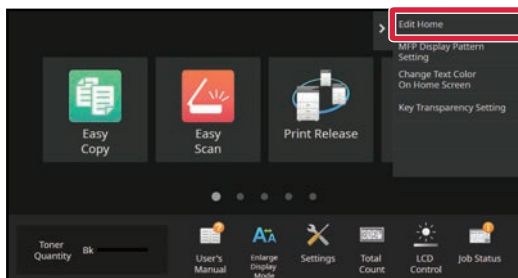 Edit Home
MFP Display Pattern
Setting
Change Text Color
On Home Screen
Key Transparency Setting
Easy
Copy
Easy
Scan
Print Release
Toner
Quantity
Bk
User's
Manual
Enlarge
Display
Mode
Settings
Total
Count
LCD
Control
Job Status